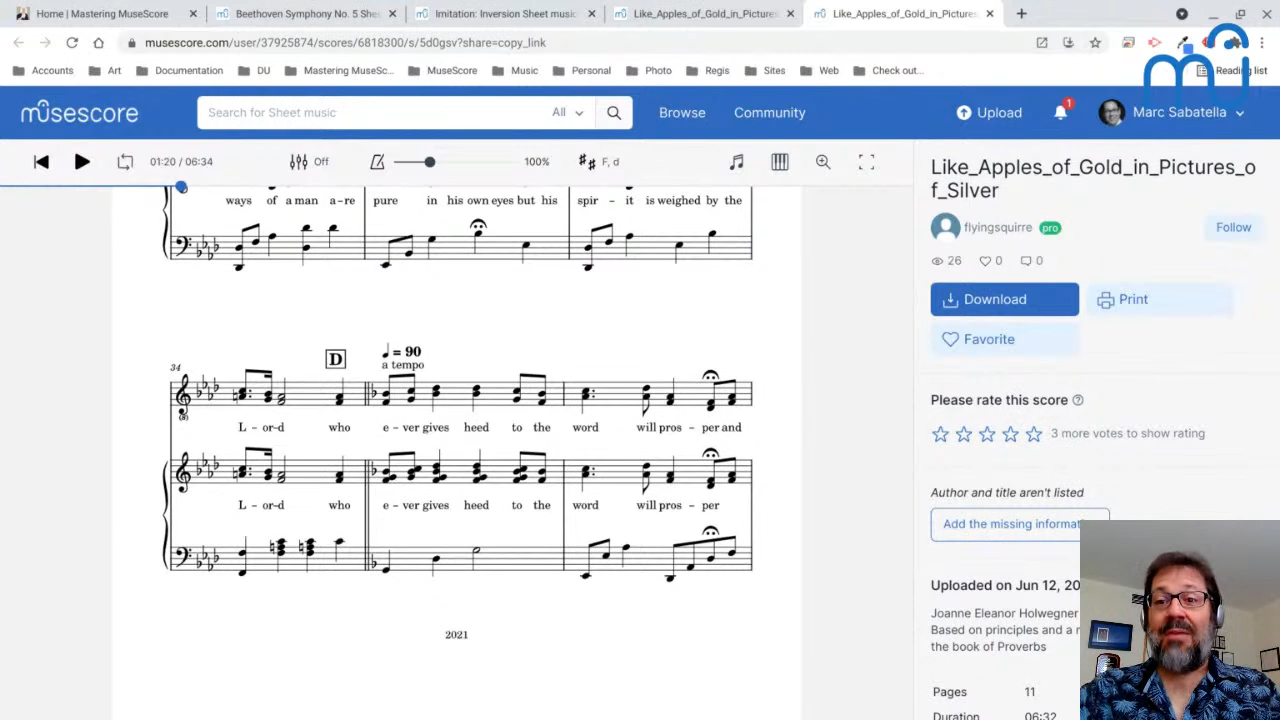 Home | Mastering MuseScore
Beethoven Symphony No. 5 She
Imitation: Inversion Sheet music
Like_Apples_of_Gold_in_Pictures_
Like_Apples_of_Gold_in_Pictures_
musescore.com/user/37925874/scores/6818300/s/5d0gsv?share=copy_link
Accounts Art Documentation DU Mastering MuseSc... MuseScore Music Personal Photo Regis Sites Web Check out... Reading list
musescore Search for Sheet music All Browse Community Upload 1 Marc Sabatella
01:20 / 06:34 Off 100% F, d
ways of a man a-re pure in his own eyes but his spir - it is weighed by the
34 D ♩ = 90
a tempo
L - or-d who e - ver gives heed to the word will pros - per and
L - or-d who e - ver gives heed to the word will pros - per
2021
Like_Apples_of_Gold_in_Pictures_o
f_Silver
flyingsquirre pro Follow
26 0 0
Download Print
Favorite
Please rate this score
3 more votes to show rating
Author and title aren't listed
Add the missing informat
Uploaded on Jun 12, 20
Joanne Eleanor Holwegner
Based on principles and a
the book of Proverbs
Pages 11
Duration 06:32